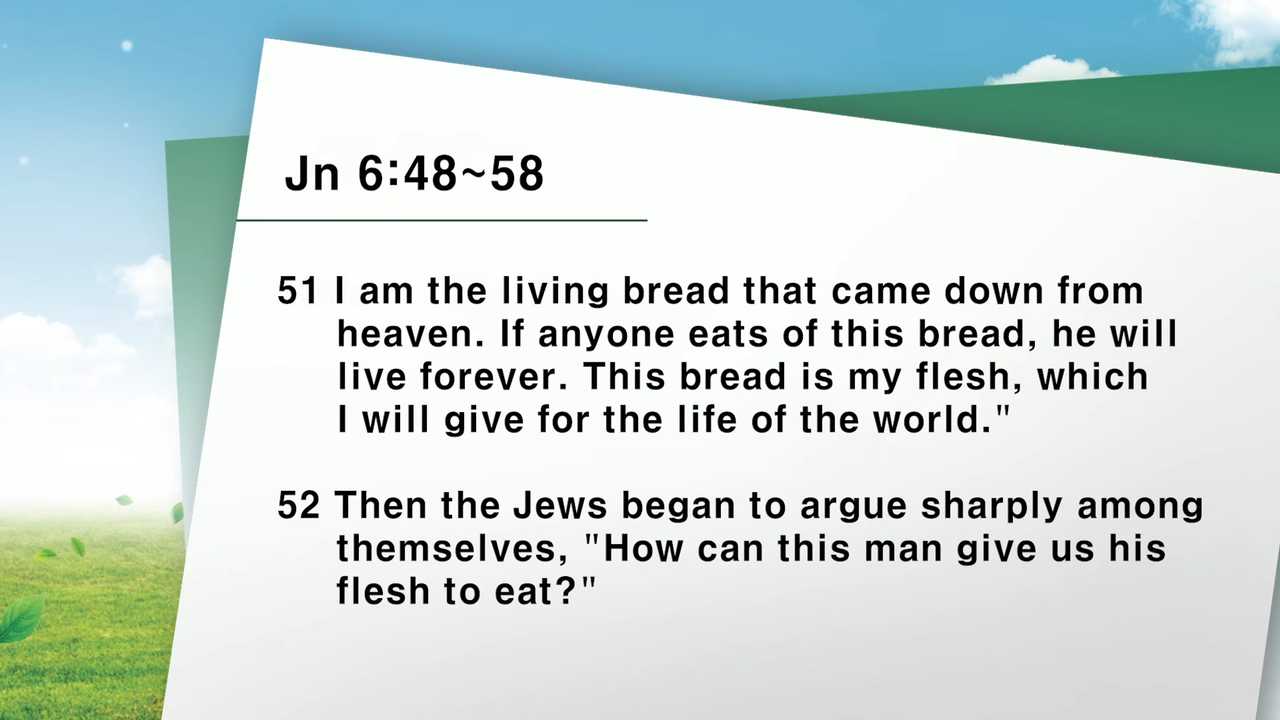 Jn 6:48~58
51 I am the living bread that came down from
heaven. If anyone eats of this bread, he will
live forever. This bread is my flesh, which
I will give for the life of the world."
52 Then the Jews began to argue sharply among
themselves, "How can this man give us his
flesh to eat?"